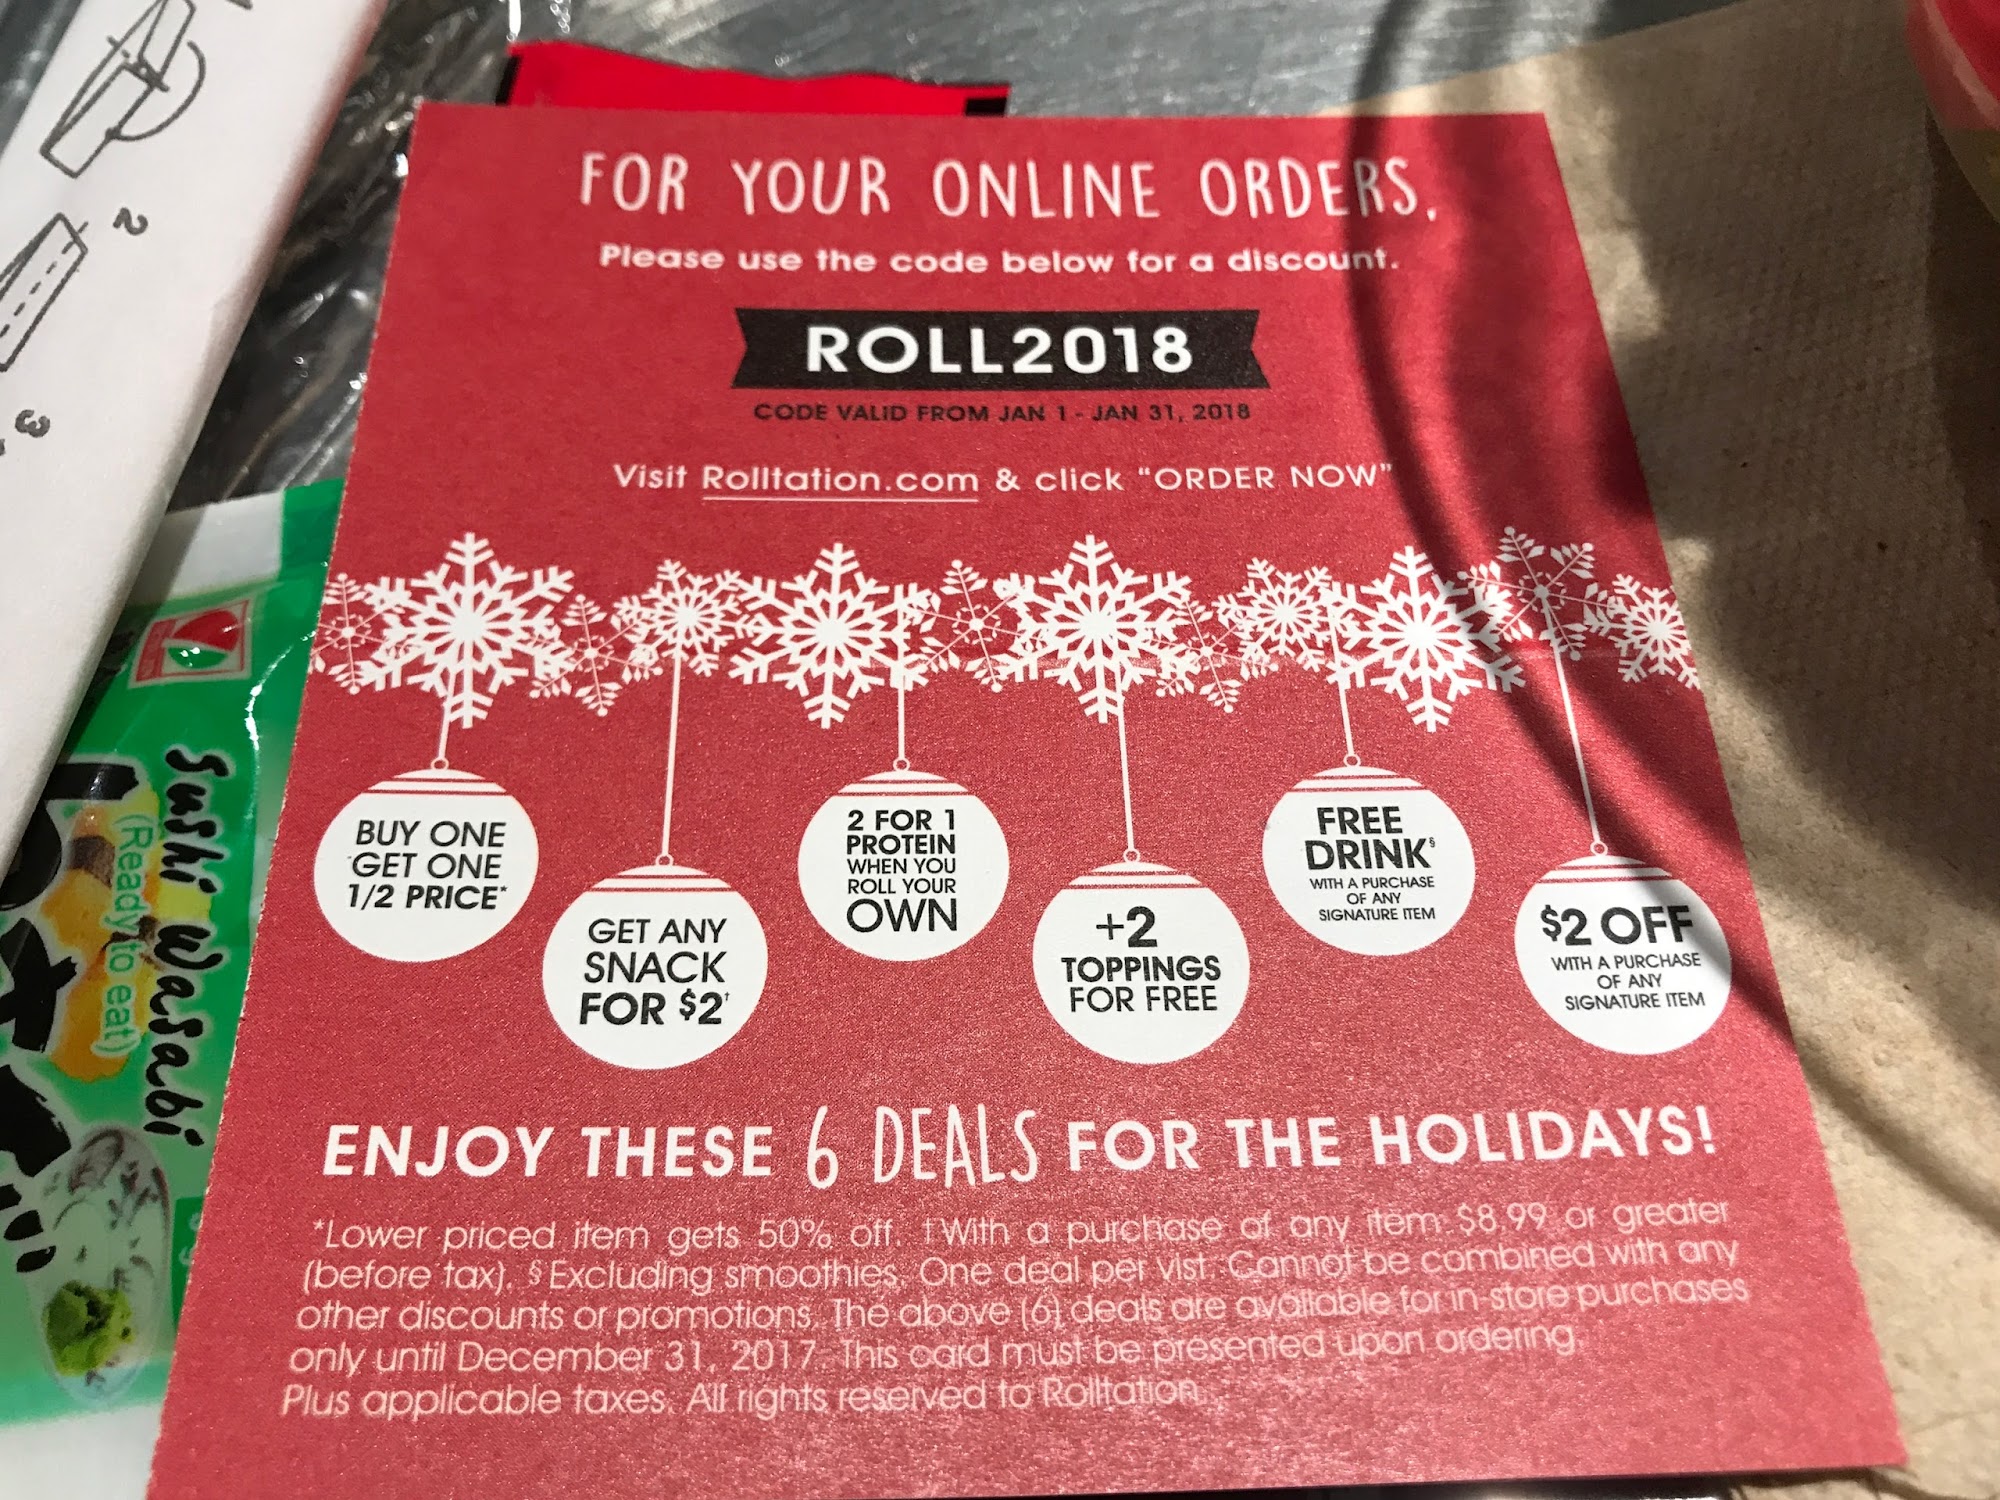 FOR YOUR ONLINE ORDERS,
Please use the code below for a discount.
ROLL2018
CODE VALID FROM JAN 1 - JAN 31, 2018
Visit Rolltation.com & click “ORDER NOW”
BUY ONE
GET ONE
1/2 PRICE*
GET ANY
SNACK
FOR $2†
2 FOR 1
PROTEIN
WHEN YOU
ROLL YOUR
OWN
+2
TOPPINGS
FOR FREE
FREE
DRINK§
WITH A PURCHASE
OF ANY
SIGNATURE ITEM
$2 OFF
WITH A PURCHASE
OF ANY
SIGNATURE ITEM
ENJOY THESE 6 DEALS FOR THE HOLIDAYS!
*Lower priced item gets 50% off. †With a purchase of any item $8.99 or greater
(before tax). § Excluding smoothies. One deal per vist. Cannot be combined with any
other discounts or promotions. The above (6) deals are available for in-store purchases
only until December 31, 2017. This card must be presented upon ordering.
Plus applicable taxes. All rights reserved to Rolltation.
2
3.
Sushi Wasabi
(Ready to eat)